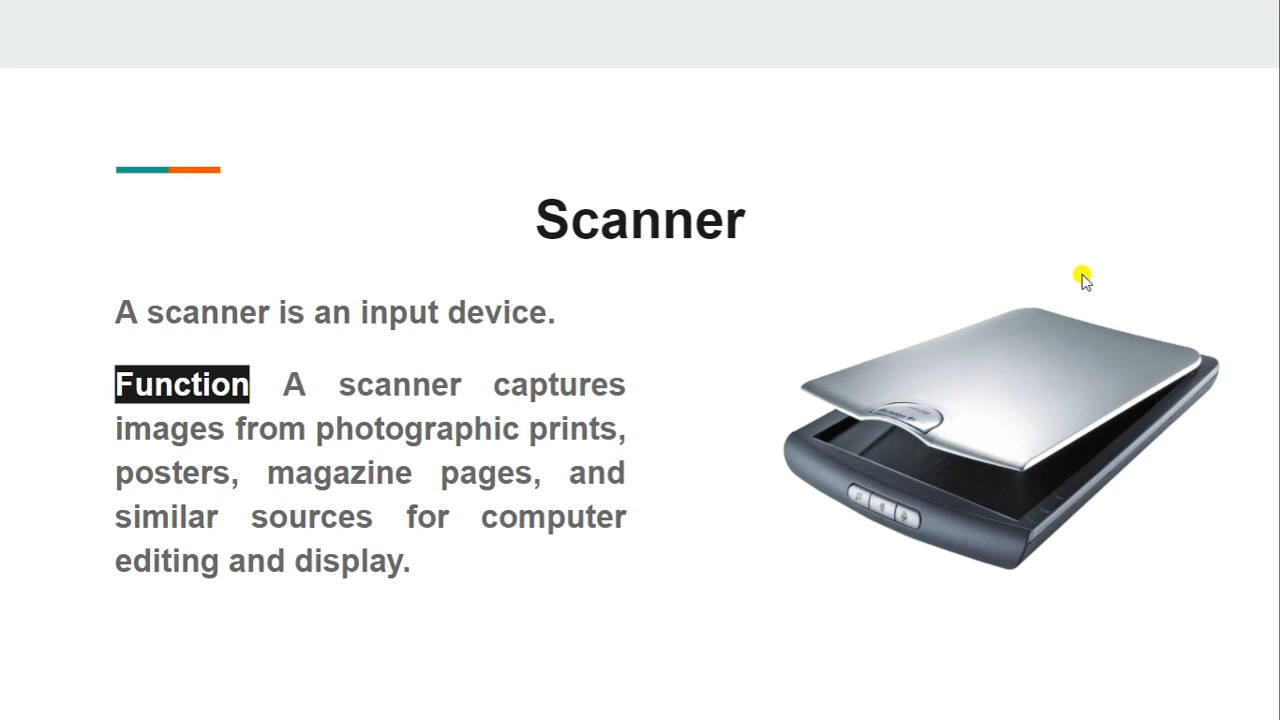 Scanner
A scanner is an input device.
Function A scanner captures
images from photographic prints,
posters, magazine pages, and
similar sources for computer
editing and display.